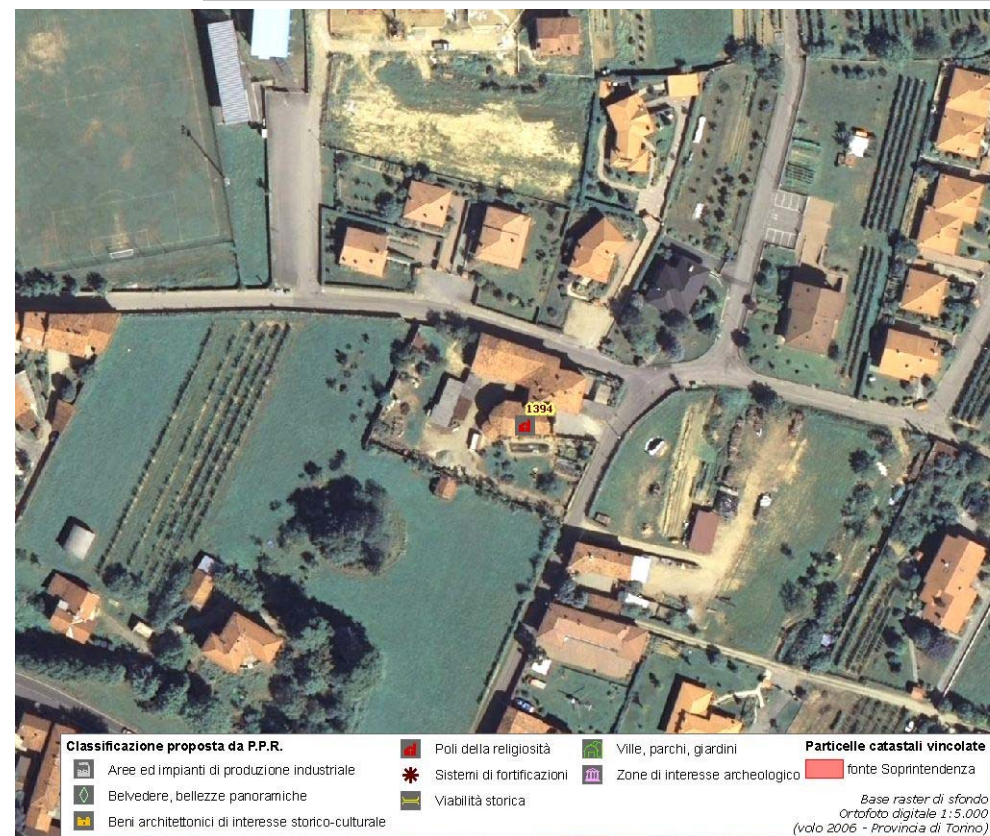 1394
Classificazione proposta da P.P.R.
Aree ed impianti di produzione industriale
Belvedere, bellezze panoramiche
Beni architettonici di interesse storico-culturale
Poli della religiosità
Sistemi di fortificazioni
Viabilità storica
Ville, parchi, giardini
Zone di interesse archeologico
Particelle catastali vincolate
fonte Soprintendenza
Base raster di sfondo
Ortofoto digitale 1:5.000
(volo 2006 - Provincia di Torino)